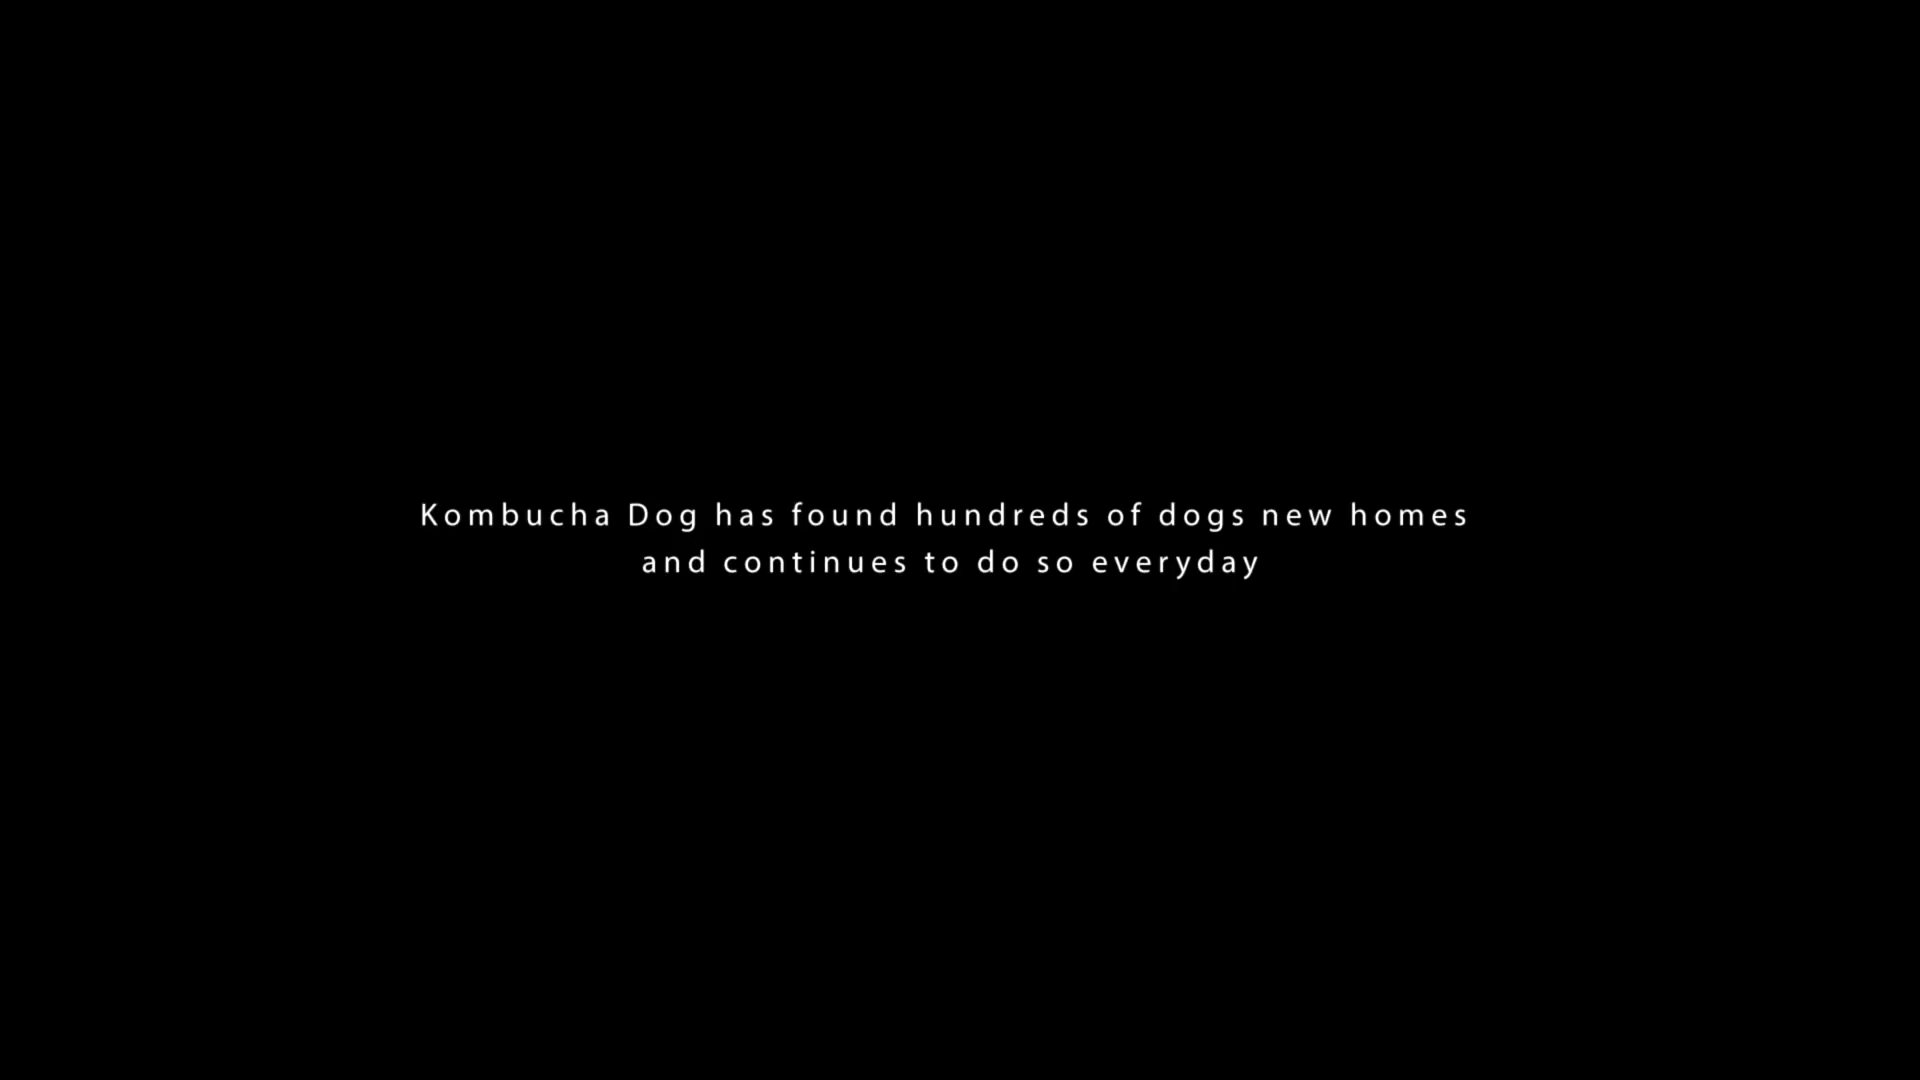 Kombucha Dog has found hundreds of dogs new homes
and continues to do so everyday